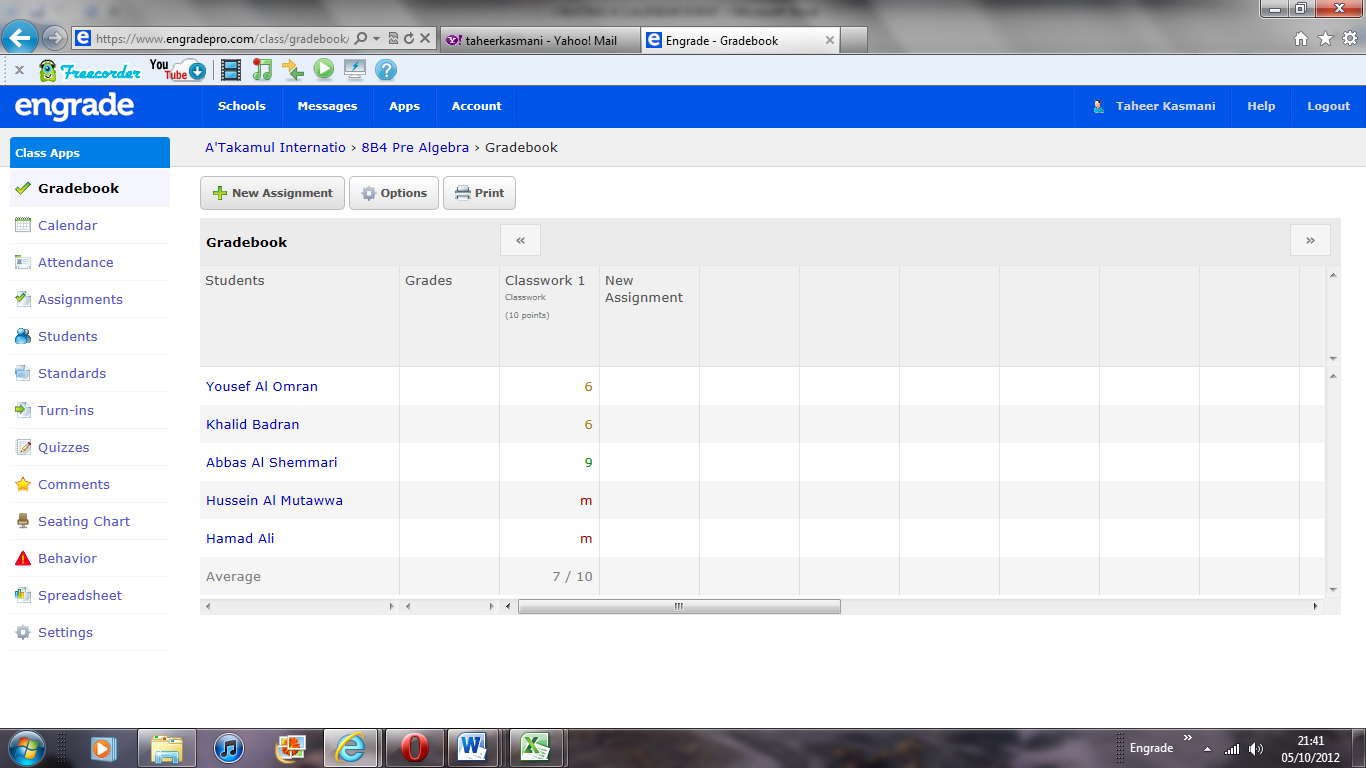 https://www.engradepro.com/class/gradebook/
taheerkasmani - Yahoo! Mail
Engrade - Gradebook
Freecorder
You Tube
engrade
Schools Messages Apps Account Taheer Kasmani Help Logout
Class Apps
A'Takamul Internatio › 8B4 Pre Algebra › Gradebook
Gradebook
Calendar
Attendance
Assignments
Students
Standards
Turn-ins
Quizzes
Comments
Seating Chart
Behavior
Spreadsheet
Settings
New Assignment Options Print
Gradebook « »
Students Grades Classwork 1 New
Classwork Assignment
(10 points)
Yousef Al Omran 6
Khalid Badran 6
Abbas Al Shemmari 9
Hussein Al Mutawwa m
Hamad Ali m
Average 7 / 10
Engrade »
21:41
05/10/2012